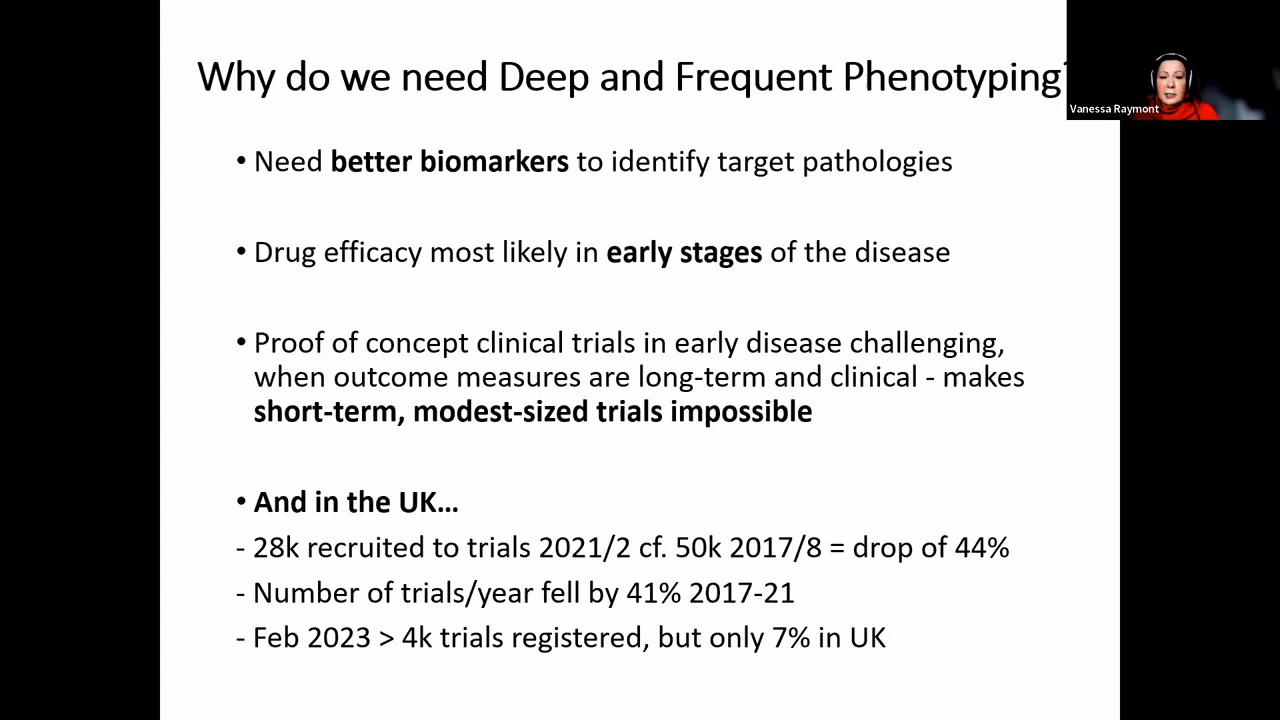 Why do we need Deep and Frequent Phenotyping?
Vanessa Raymont
• Need better biomarkers to identify target pathologies
• Drug efficacy most likely in early stages of the disease
• Proof of concept clinical trials in early disease challenging,
when outcome measures are long-term and clinical - makes
short-term, modest-sized trials impossible
• And in the UK...
- 28k recruited to trials 2021/2 cf. 50k 2017/8 = drop of 44%
- Number of trials/year fell by 41% 2017-21
- Feb 2023 > 4k trials registered, but only 7% in UK